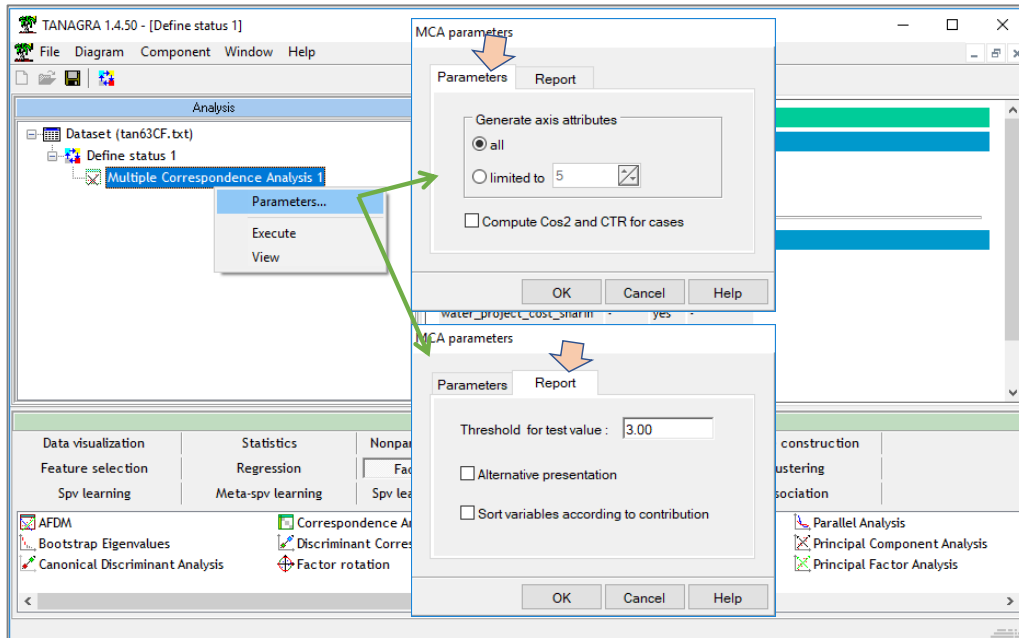 TANAGRA 1.4.50 - [Define status 1]
File Diagram Component Window Help
Analysis
Dataset (tan63CF.txt)
Define status 1
Multiple Correspondence Analysis 1
Parameters...
Execute
View
MCA parameters
Parameters Report
Generate axis attributes
all
limited to 5
Compute Cos2 and CTR for cases
OK Cancel Help
water_project_cost_sharin - yes -
MCA parameters
Parameters Report
Threshold for test value : 3.00
Alternative presentation
Sort variables according to contribution
OK Cancel Help
Data visualization Statistics Nonpar construction
Feature selection Regression Fac ustering
Spv learning Meta-spv learning Spv lea sociation
AFDM Correspondence A Parallel Analysis
Bootstrap Eigenvalues Discriminant Corres Principal Component Analysis
Canonical Discriminant Analysis Factor rotation Principal Factor Analysis